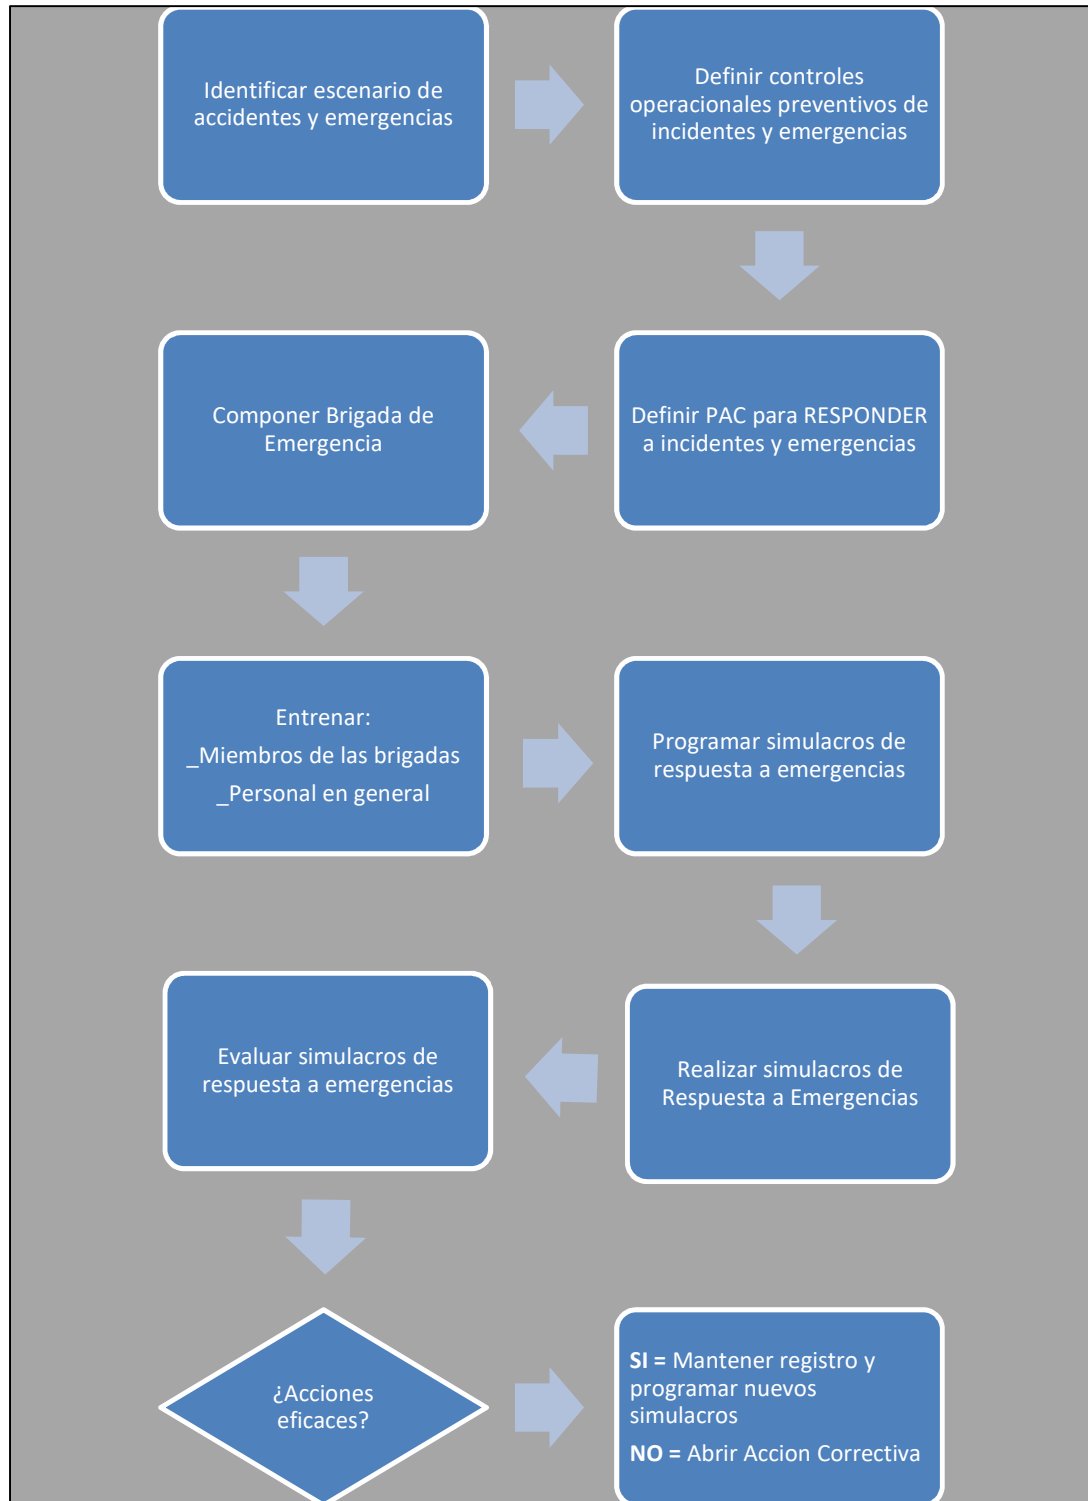 Identificar escenario de
accidentes y emergencias
Definir controles
operacionales preventivos de
incidentes y emergencias
Definir PAC para RESPONDER
a incidentes y emergencias
Componer Brigada de
Emergencia
Entrenar:
_Miembros de las brigadas
_Personal en general
Programar simulacros de
respuesta a emergencias
Realizar simulacros de
Respuesta a Emergencias
Evaluar simulacros de
respuesta a emergencias
¿Acciones
eficaces?
SI = Mantener registro y
programar nuevos
simulacros
NO = Abrir Accion Correctiva